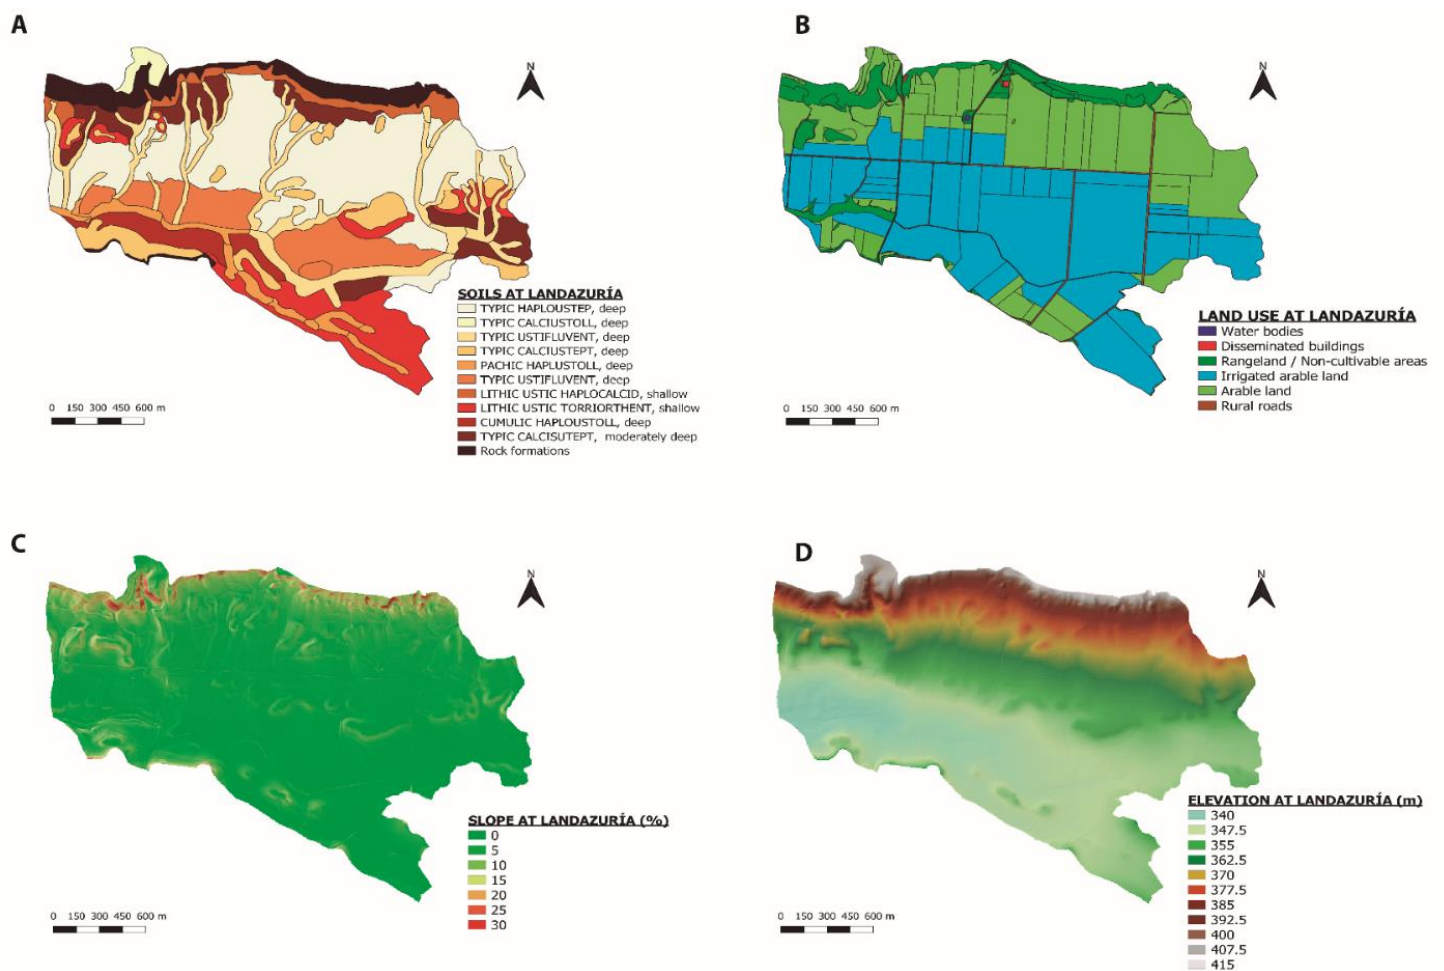 A
N
SOILS AT LANDAZURÍA
TYPIC HAPLOUSTEP, deep
TYPIC CALCIUSTOLL, deep
TYPIC USTIFLUVENT, deep
TYPIC CALCIUSTEPT, deep
PACHIC HAPLUSTOLL, deep
TYPIC USTIFLUVENT, deep
LITHIC USTIC HAPLOCALCID, shallow
LITHIC USTIC TORRIORTHENT, shallow
CUMULIC HAPLOUSTOLL, deep
TYPIC CALCISUTEPT, moderately deep
Rock formations
0 150 300 450 600 m
B
N
LAND USE AT LANDAZURÍA
Water bodies
Disseminated buildings
Rangeland / Non-cultivable areas
Irrigated arable land
Arable land
Rural roads
0 150 300 450 600 m
C
N
SLOPE AT LANDAZURÍA (%)
0
5
10
15
20
25
30
0 150 300 450 600 m
D
N
ELEVATION AT LANDAZURÍA (m)
340
347.5
355
362.5
370
377.5
385
392.5
400
407.5
415
0 150 300 450 600 m